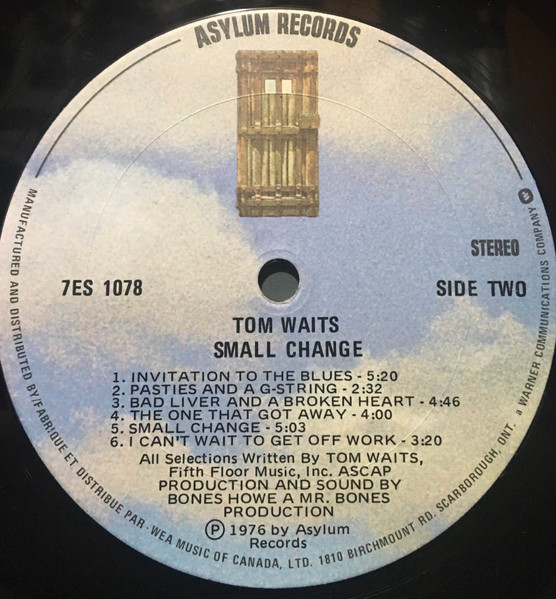 ASYLUM RECORDS
STEREO
7ES 1078
SIDE TWO
TOM WAITS
SMALL CHANGE
1. INVITATION TO THE BLUES - 5:20
2. PASTIES AND A G-STRING - 2:32
3. BAD LIVER AND A BROKEN HEART - 4:46
4. THE ONE THAT GOT AWAY - 4:00
5. SMALL CHANGE - 5:03
6. I CAN'T WAIT TO GET OFF WORK - 3:20
All Selections Written By TOM WAITS,
Fifth Floor Music, Inc. ASCAP
PRODUCTION AND SOUND BY
BONES HOWE A MR. BONES
PRODUCTION
Ⓟ 1976 by Asylum
Records
MANUFACTURED AND DISTRIBUTED BY/FABRIQUE ET DISTRIBUE PAR - WEA MUSIC OF CANADA, LTD. 1810 BIRCHMOUNT RD. SCARBOROUGH, ONT. a WARNER COMMUNICATIONS COMPANY